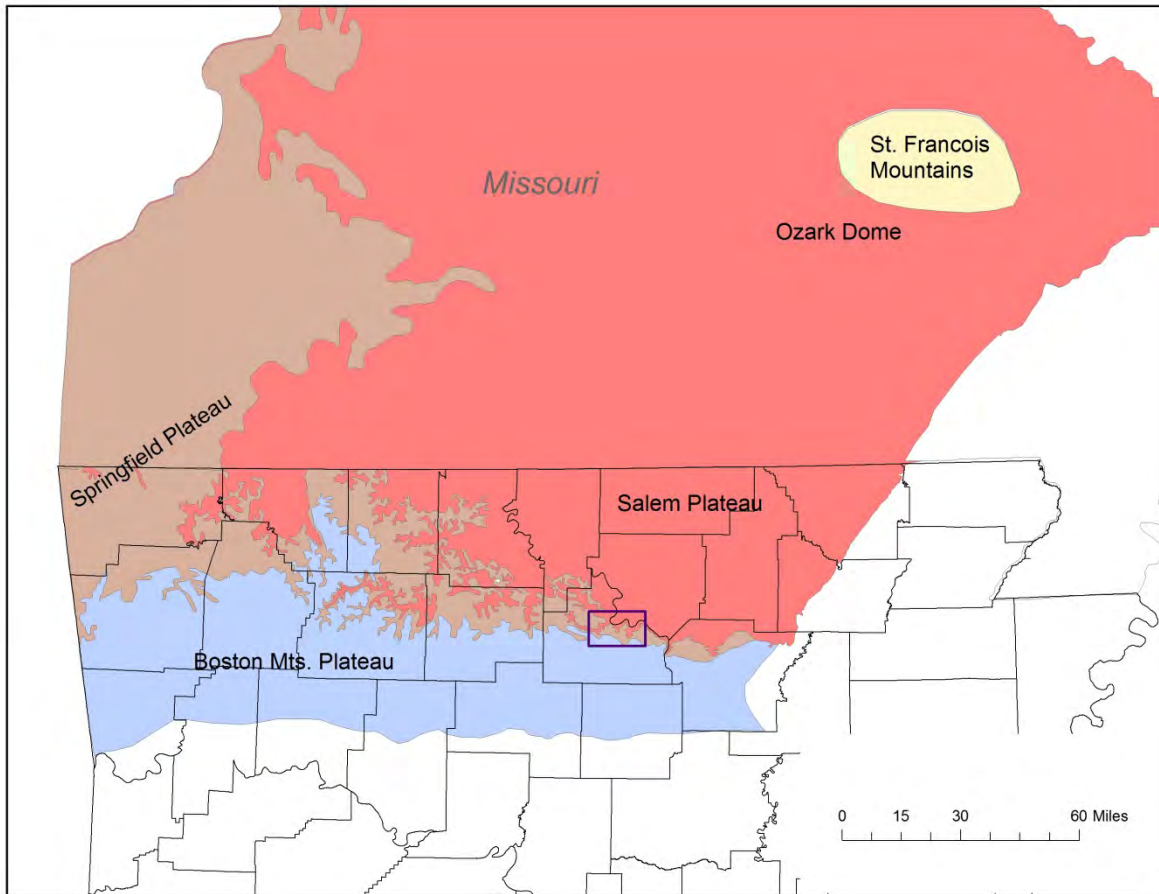 St. Francois
Mountains
Missouri
Ozark Dome
Springfield Plateau
Salem Plateau
Boston Mts. Plateau
0 15 30 60 Miles